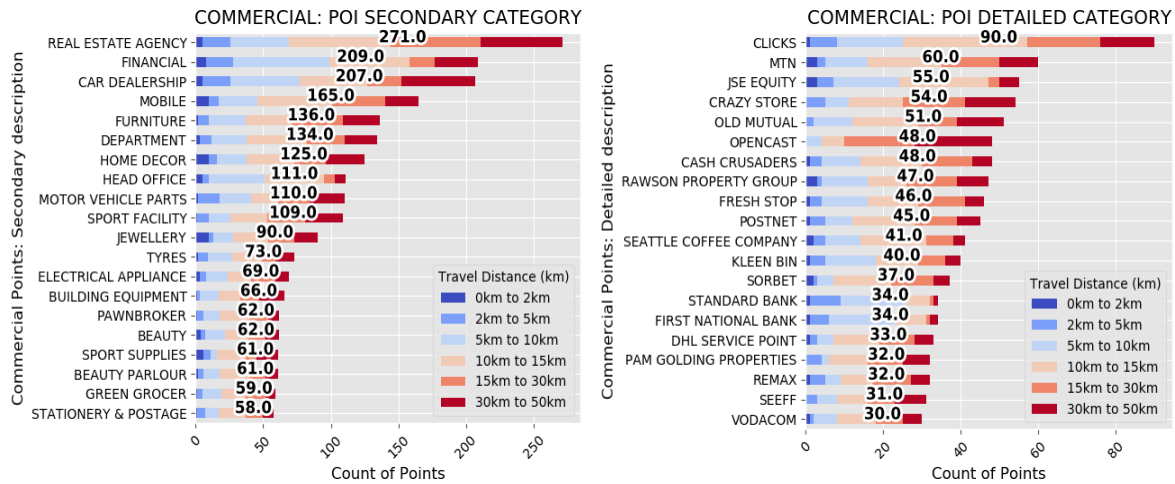 COMMERCIAL: POI SECONDARY CATEGORY
Commercial Points: Secondary description
REAL ESTATE AGENCY 271.0
FINANCIAL 209.0
CAR DEALERSHIP 207.0
MOBILE 165.0
FURNITURE 136.0
DEPARTMENT 134.0
HOME DECOR 125.0
HEAD OFFICE 111.0
MOTOR VEHICLE PARTS 110.0
SPORT FACILITY 109.0
JEWELLERY 90.0
TYRES 73.0
ELECTRICAL APPLIANCE 69.0
BUILDING EQUIPMENT 66.0
PAWNBROKER 62.0
BEAUTY 62.0
SPORT SUPPLIES 61.0
BEAUTY PARLOUR 61.0
GREEN GROCER 59.0
STATIONERY & POSTAGE 58.0
Travel Distance (km)
0km to 2km
2km to 5km
5km to 10km
10km to 15km
15km to 30km
30km to 50km
0 50 100 150 200 250
Count of Points
COMMERCIAL: POI DETAILED CATEGORY
Commercial Points: Detailed description
CLICKS 90.0
MTN 60.0
JSE EQUITY 55.0
CRAZY STORE 54.0
OLD MUTUAL 51.0
OPENCAST 48.0
CASH CRUSADERS 48.0
RAWSON PROPERTY GROUP 47.0
FRESH STOP 46.0
POSTNET 45.0
SEATTLE COFFEE COMPANY 41.0
KLEEN BIN 40.0
SORBET 37.0
STANDARD BANK 34.0
FIRST NATIONAL BANK 34.0
DHL SERVICE POINT 33.0
PAM GOLDING PROPERTIES 32.0
REMAX 32.0
SEEFF 31.0
VODACOM 30.0
Travel Distance (km)
0km to 2km
2km to 5km
5km to 10km
10km to 15km
15km to 30km
30km to 50km
0 20 40 60 80
Count of Points